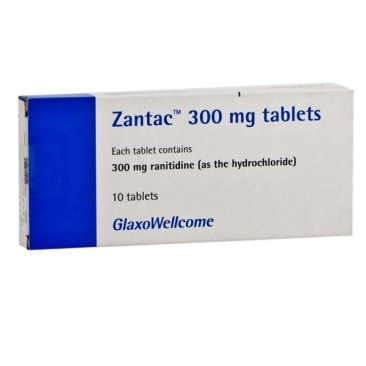 Zantac™ 300 mg tablets
Each tablet contains
300 mg ranitidine (as the hydrochloride)
10 tablets
GlaxoWellcome